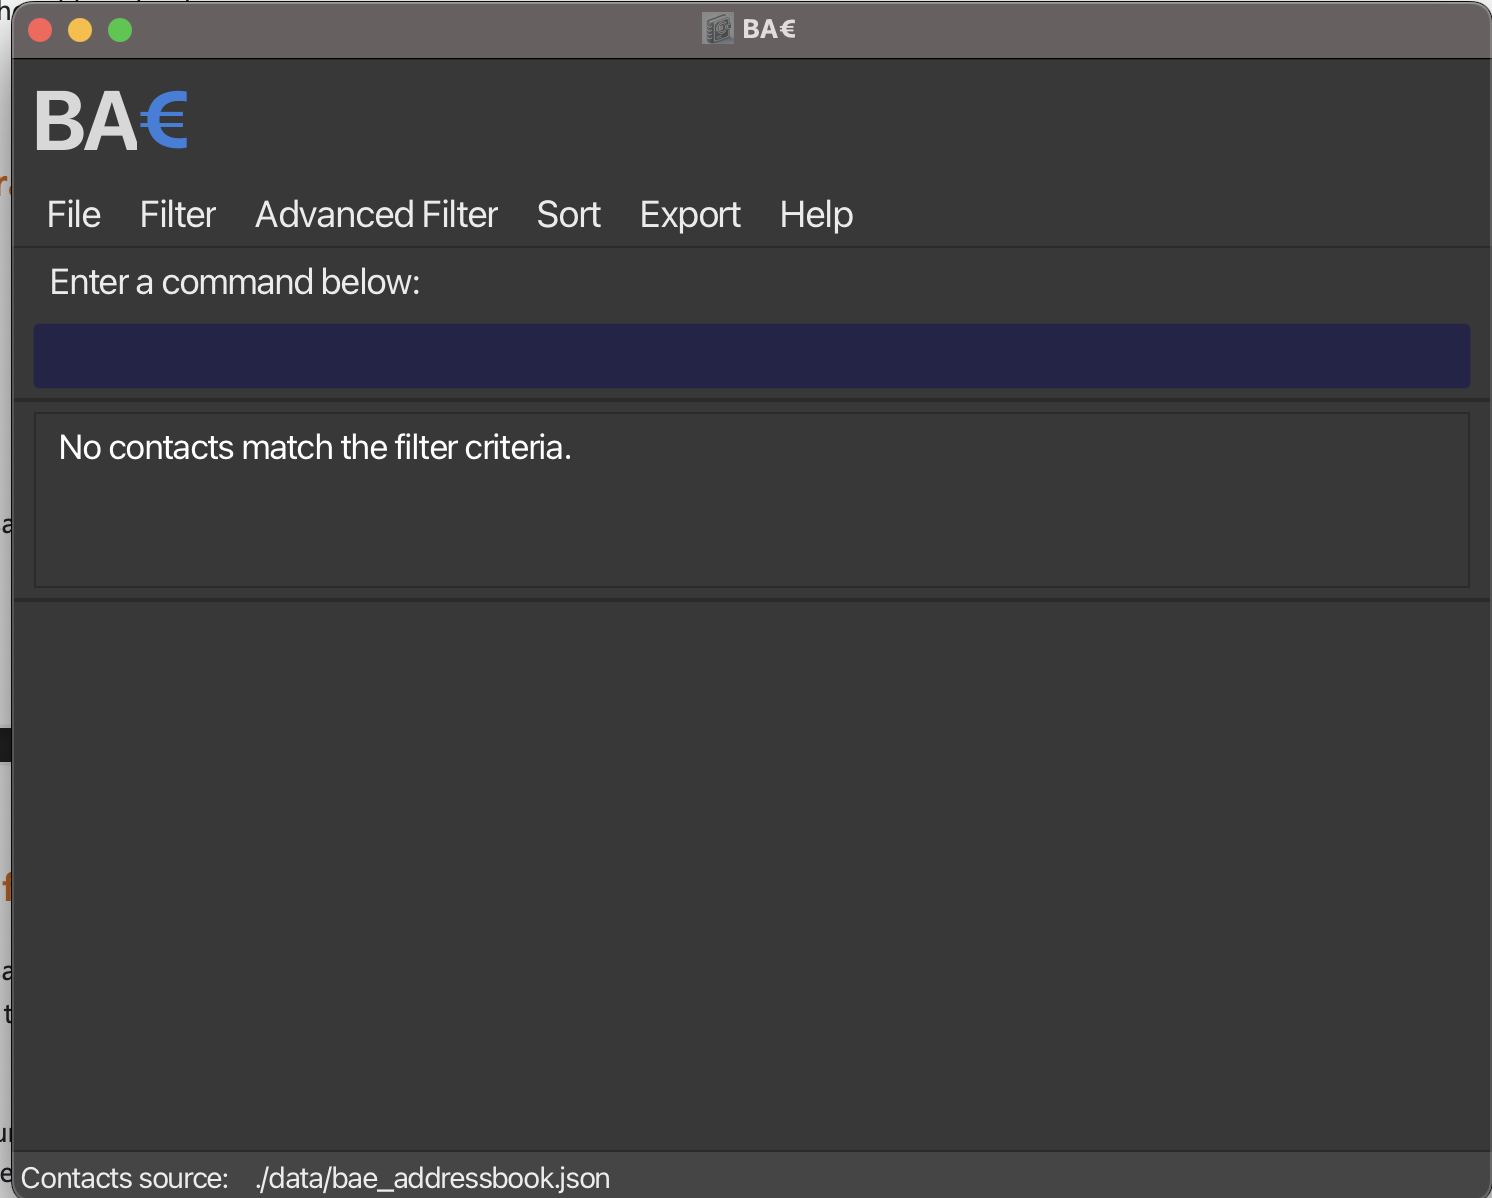 BA€
BA€
File Filter Advanced Filter Sort Export Help
Enter a command below:
No contacts match the filter criteria.
Contacts source: ./data/bae_addressbook.json